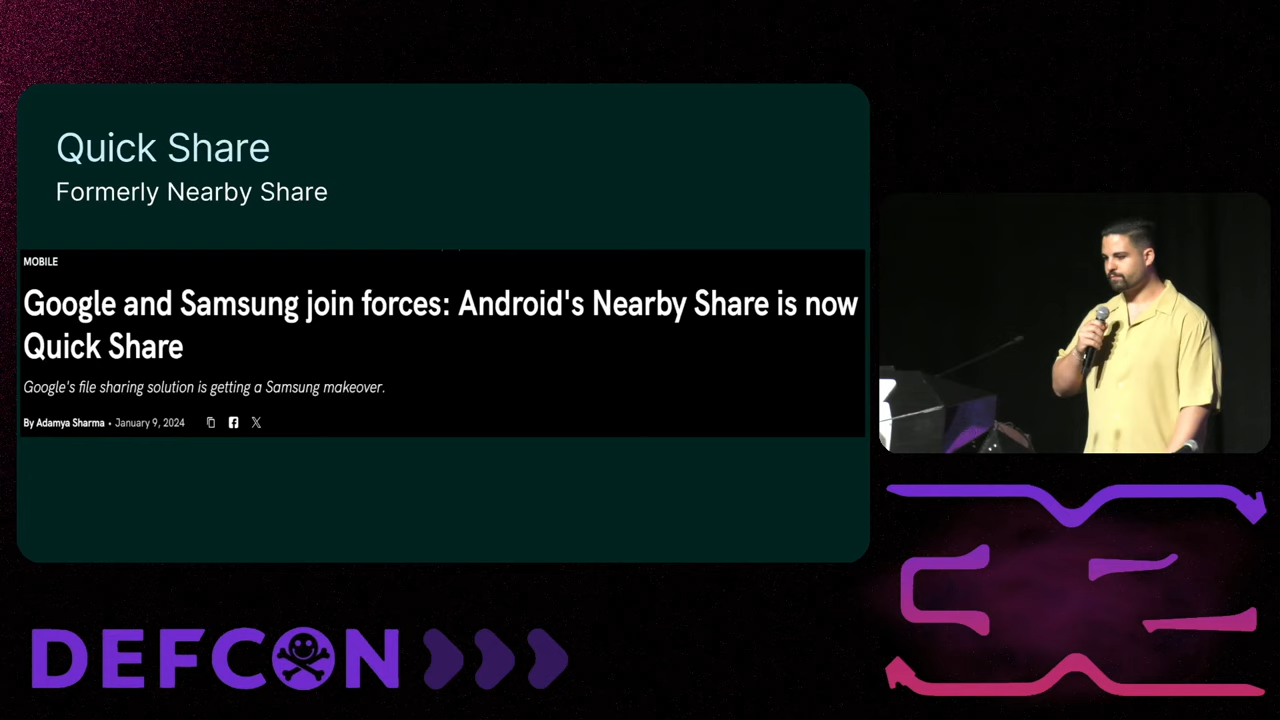 Quick Share
Formerly Nearby Share
MOBILE
Google and Samsung join forces: Android's Nearby Share is now
Quick Share
Google's file sharing solution is getting a Samsung makeover.
By Adamya Sharma • January 9, 2024
DEFCON